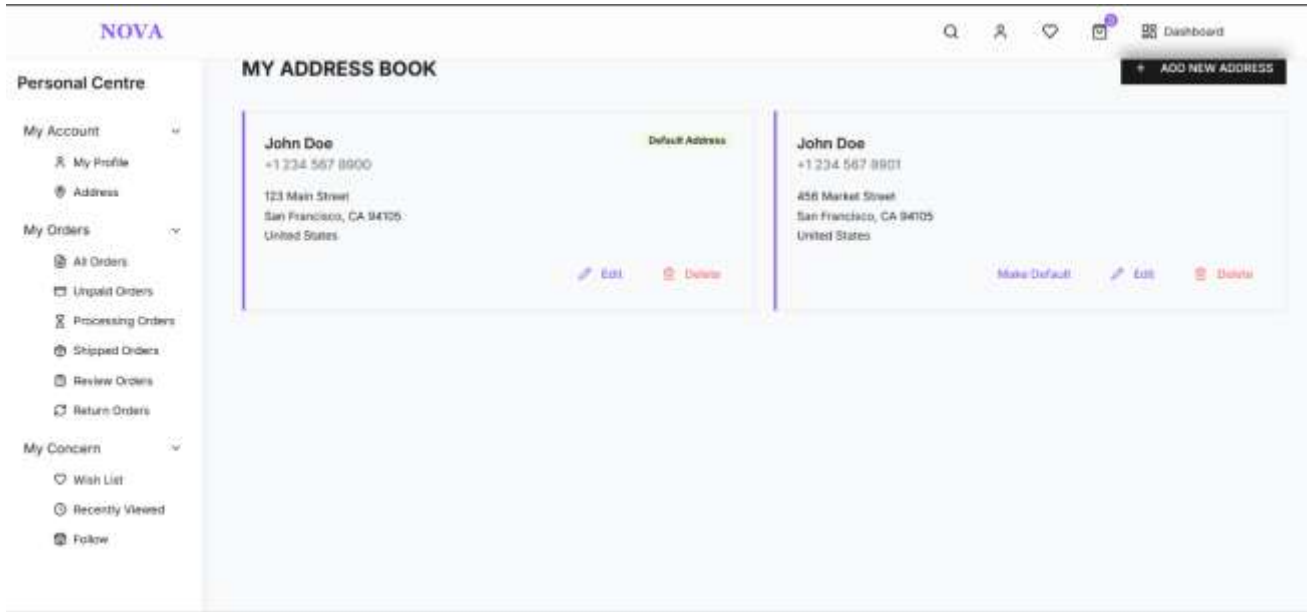 NOVA
Dashboard
Personal Centre
My Account
My Profile
Address
My Orders
All Orders
Unpaid Orders
Processing Orders
Shipped Orders
Review Orders
Return Orders
My Concern
Wish List
Recently Viewed
Follow
MY ADDRESS BOOK
+ ADD NEW ADDRESS
John Doe
Default Address
+1 234 567 8900
123 Main Street
San Francisco, CA 94105
United States
Edit
Delete
John Doe
+1 234 567 8901
456 Market Street
San Francisco, CA 94105
United States
Make Default
Edit
Delete